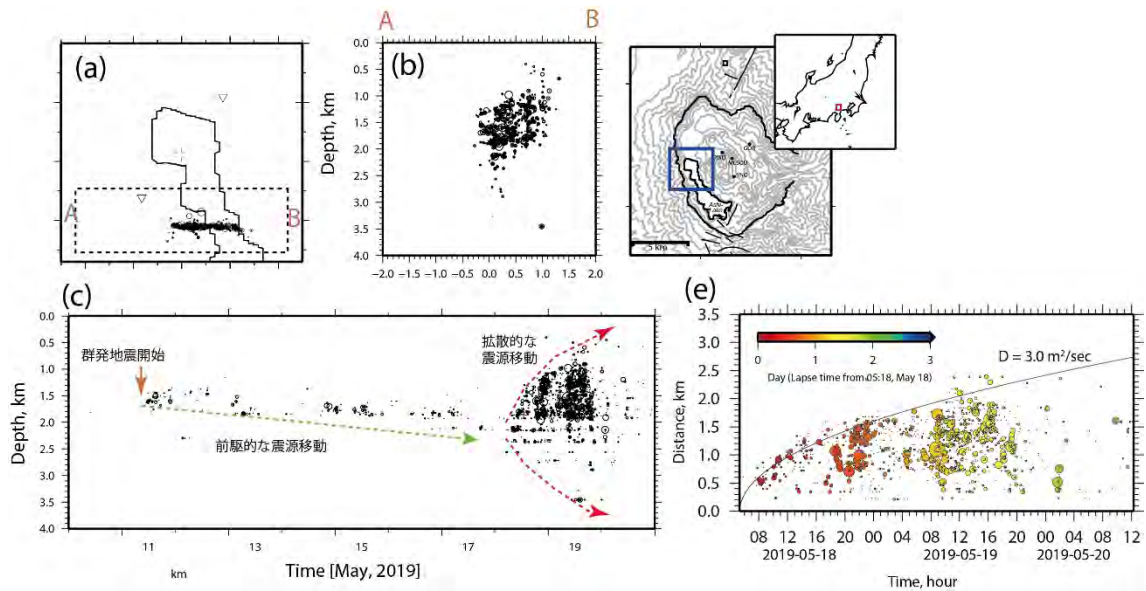 (a)
A
B
A
B
(b)
Depth, km
0.0
0.5
1.0
1.5
2.0
2.5
3.0
3.5
4.0
−2.0 −1.5 −1.0 −0.5 0.0 0.5 1.0 1.5 2.0
5 km
(c)
Depth, km
0.0
0.5
1.0
1.5
2.0
2.5
3.0
3.5
4.0
群発地震開始
前駆的な震源移動
拡散的な
震源移動
11 13 15 17 19
km
Time [May, 2019]
(e)
Distance, km
3.5
3.0
2.5
2.0
1.5
1.0
0.5
0.0
0 1 2 3
Day (Lapse time from 05:18, May 18)
D = 3.0 m²/sec
08 12 16 20 00 04 08 12 16 20 00 04 08 12
2019-05-18 2019-05-19 2019-05-20
Time, hour